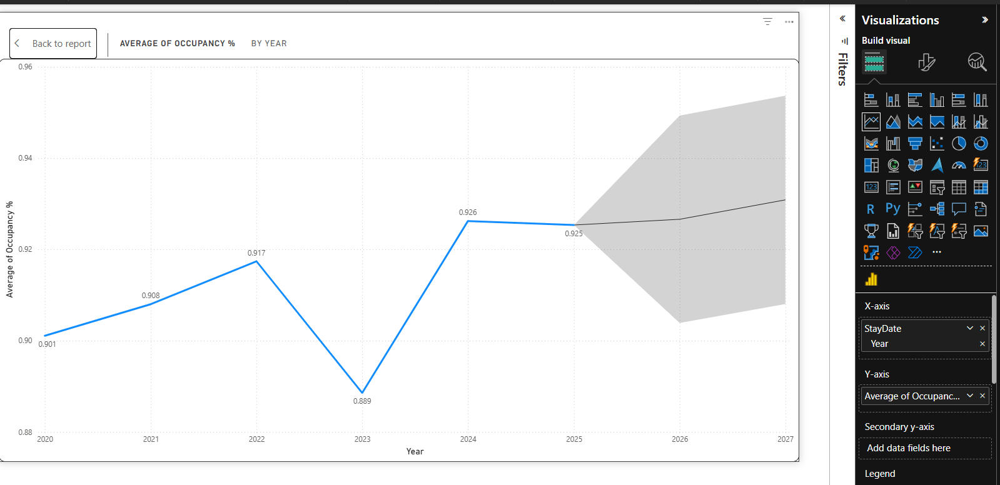 Back to report
AVERAGE OF OCCUPANCY % BY YEAR
0.96
0.94
0.92
0.90
0.88
Average of Occupancy %
0.901
0.908
0.917
0.889
0.926
0.925
2020 2021 2022 2023 2024 2025 2026 2027
Year
Filters
Visualizations
Build visual
123
123
R Py
X-axis
StayDate
Year
Y-axis
Average of Occupanc...
Secondary y-axis
Add data fields here
Legend